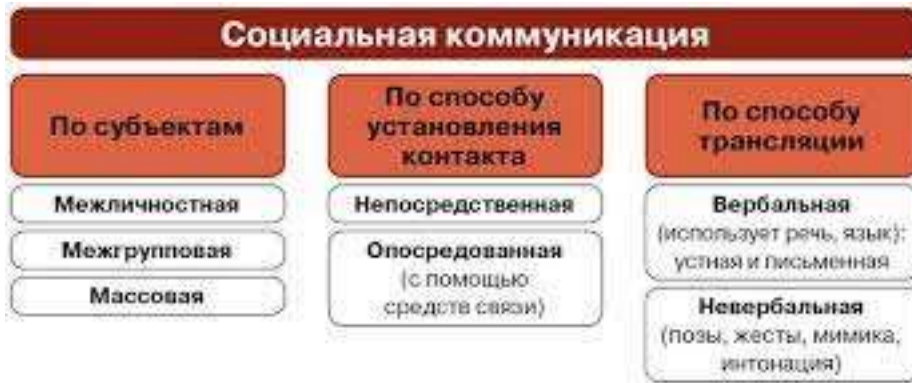 Социальная коммуникация
По субъектам
Межличностная
Межгрупповая
Массовая
По способу
установления
контакта
Непосредственная
Опосредованная
(с помощью
средств связи)
По способу
трансляции
Вербальная
(использует речь, язык):
устная и письменная
Невербальная
(позы, жесты, мимика,
интонация)